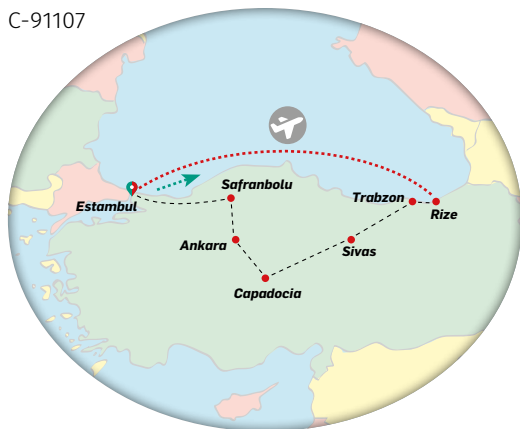 C-91107
Safranbolu
Estambul
Trabzon
Rize
Ankara
Sivas
Capadocia